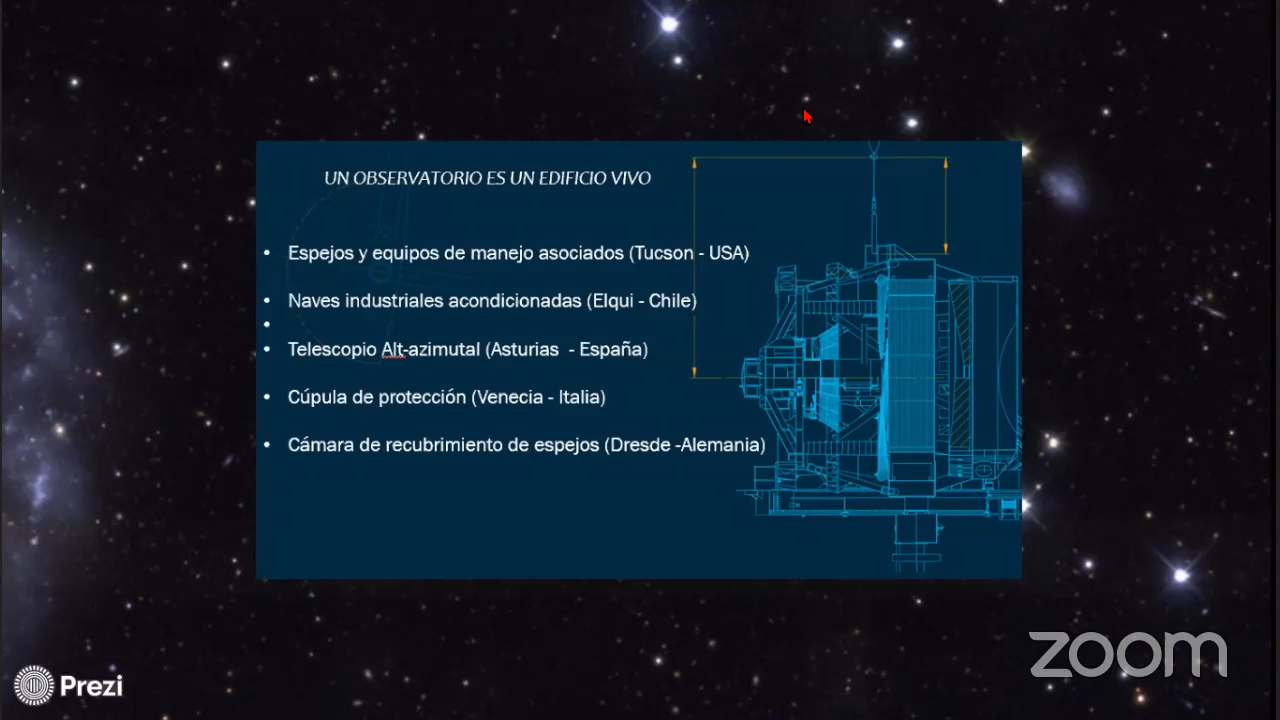 UN OBSERVATORIO ES UN EDIFICIO VIVO
• Espejos y equipos de manejo asociados (Tucson - USA)
• Naves industriales acondicionadas (Elqui - Chile)
•
• Telescopio Alt-azimutal (Asturias - España)
• Cúpula de protección (Venecia - Italia)
• Cámara de recubrimiento de espejos (Dresde -Alemania)
zoom
Prezi